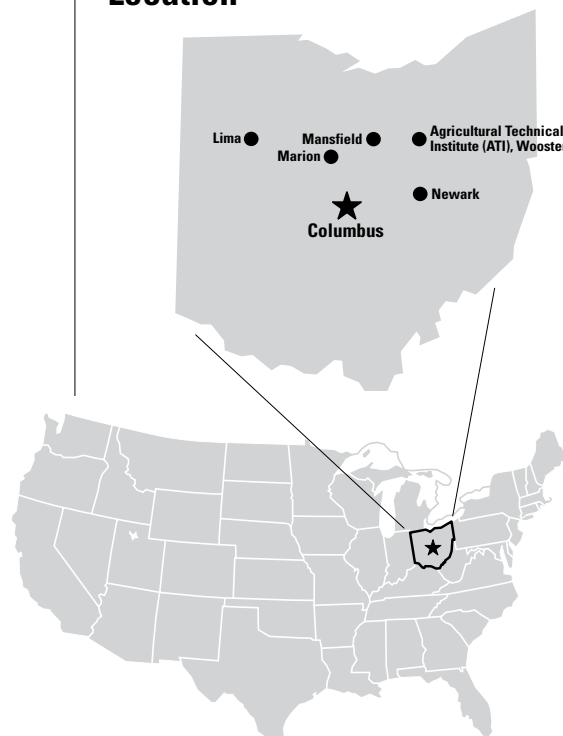 Location
Lima
Mansfield
Agricultural Technical
Institute (ATI), Wooster
Marion
Newark
Columbus